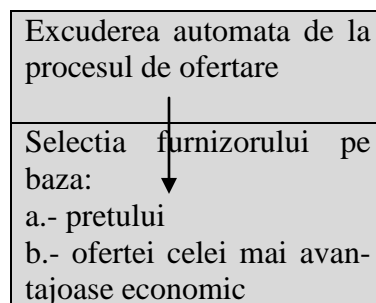 Excuderea automata de la
procesul de ofertare
Selectia furnizorului pe
baza:
a.- pretului
b.- ofertei celei mai avan-
tajoase economic